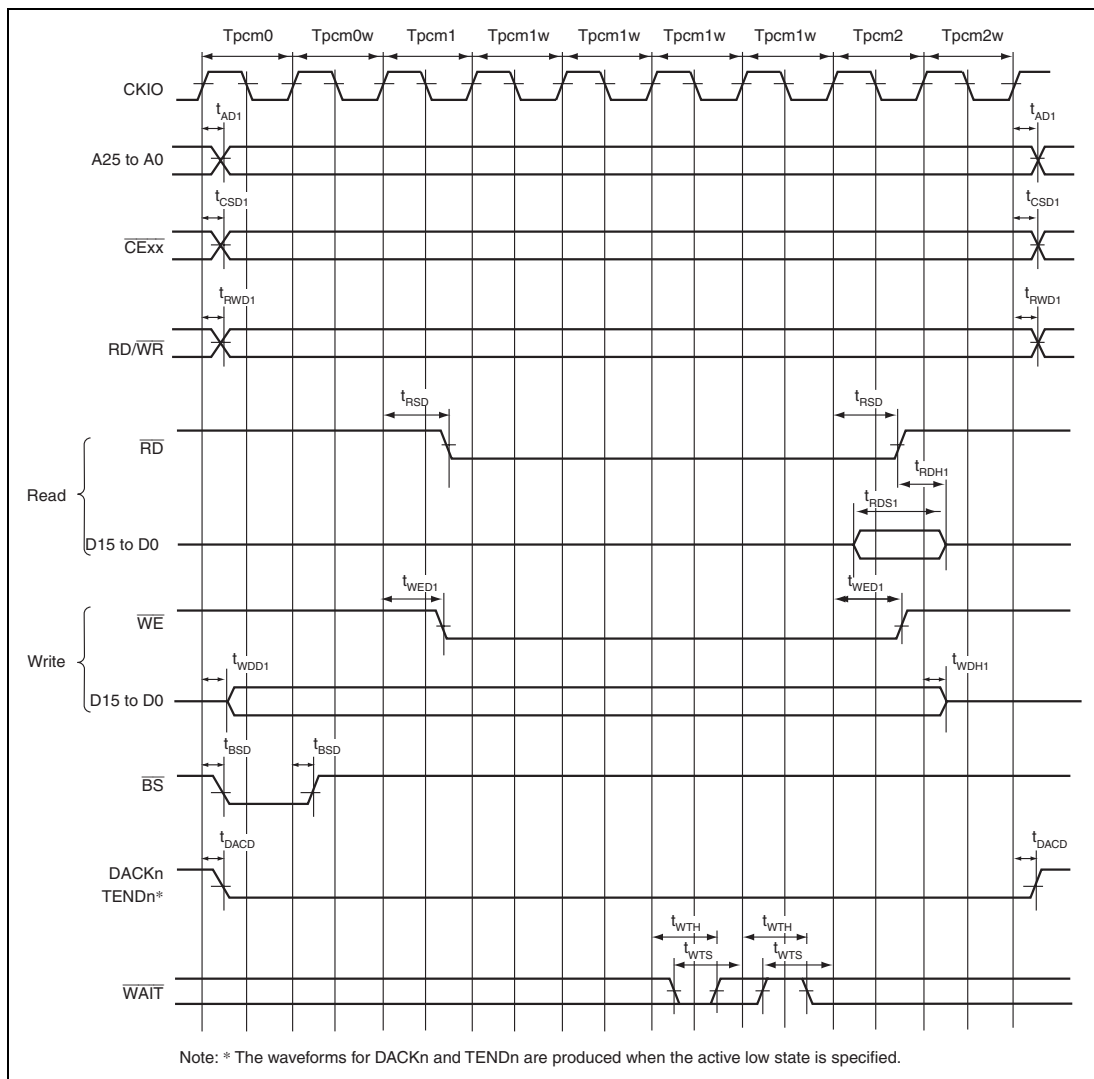 Tpcm0 Tpcm0w Tpcm1 Tpcm1w Tpcm1w Tpcm1w Tpcm1w Tpcm2 Tpcm2w
CKIO
tAD1 tAD1
A25 to A0
tCSD1 tCSD1
CExx
tRWD1 tRWD1
RD/WR
tRSD tRSD
RD
tRDH1
Read
tRDS1
D15 to D0
tWED1 tWED1
WE
Write
tWDD1 tWDH1
D15 to D0
tBSD tBSD
BS
tDACD tDACD
DACKn
TENDn*
tWTH tWTH
tWTS tWTS
WAIT
Note: * The waveforms for DACKn and TENDn are produced when the active low state is specified.